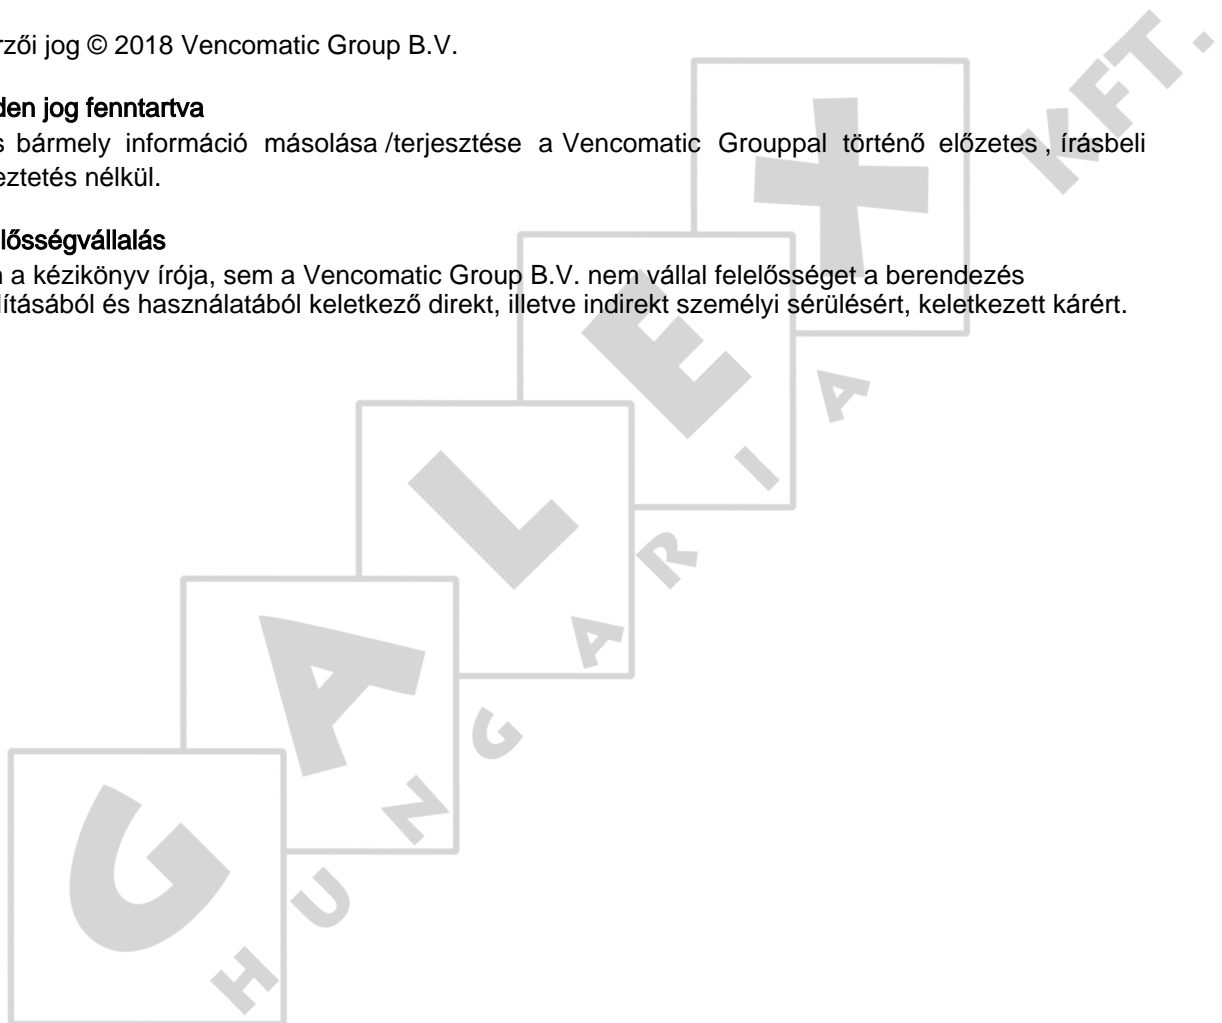 rzői jog © 2018 Vencomatic Group B.V.
den jog fenntartva
s bármely információ másolása /terjesztése a Vencomatic Grouppal történő előzetes , írásbeli
eztetés nélkül.
lősségvállalás
a kézikönyv írója, sem a Vencomatic Group B.V. nem vállal felelősséget a berendezés
lításából és használatából keletkező direkt, illetve indirekt személyi sérülésért, keletkezett kárért.
GALEX
HUNGARIA KFT.